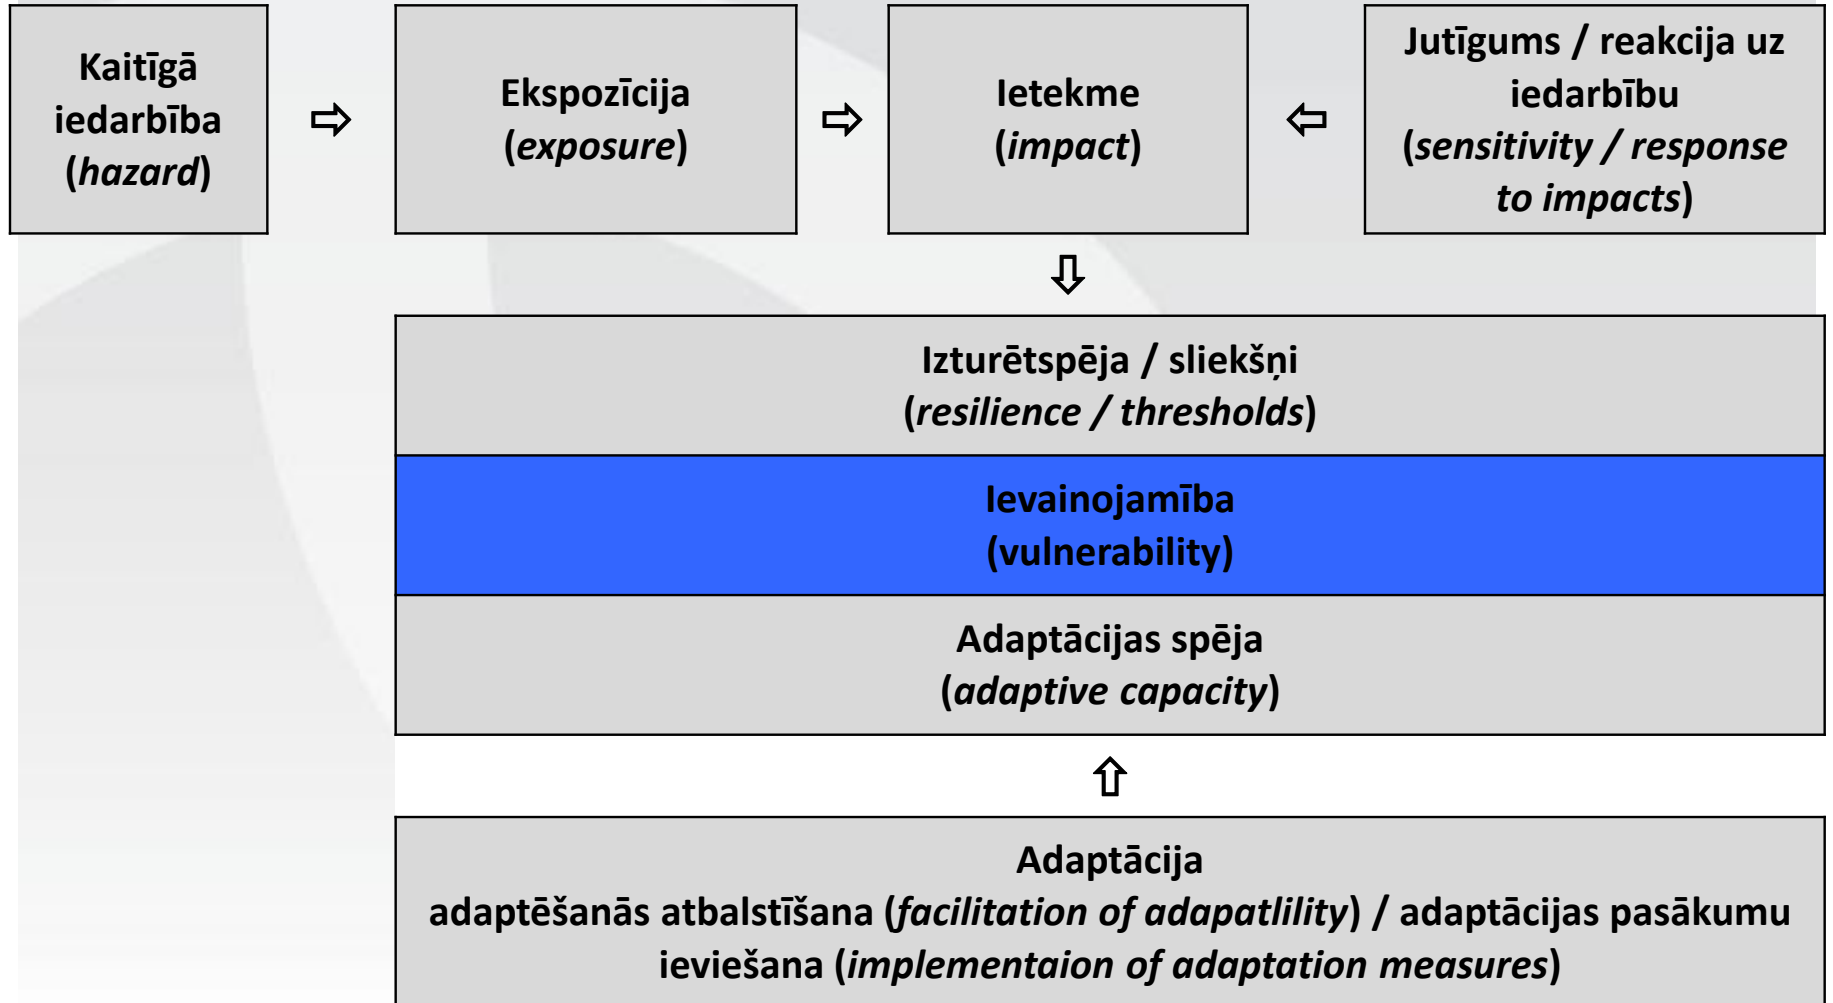 Kaitīgā
iedarbība
(hazard)
Ekspozīcija
(exposure)
Ietekme
(impact)
Jutīgums / reakcija uz
iedarbību
(sensitivity / response
to impacts)
Izturētspēja / sliekšņi
(resilience / thresholds)
Ievainojamība
(vulnerability)
Adaptācijas spēja
(adaptive capacity)
Adaptācija
adaptēšanās atbalstīšana (facilitation of adapatlility) / adaptācijas pasākumu
ieviešana (implementaion of adaptation measures)